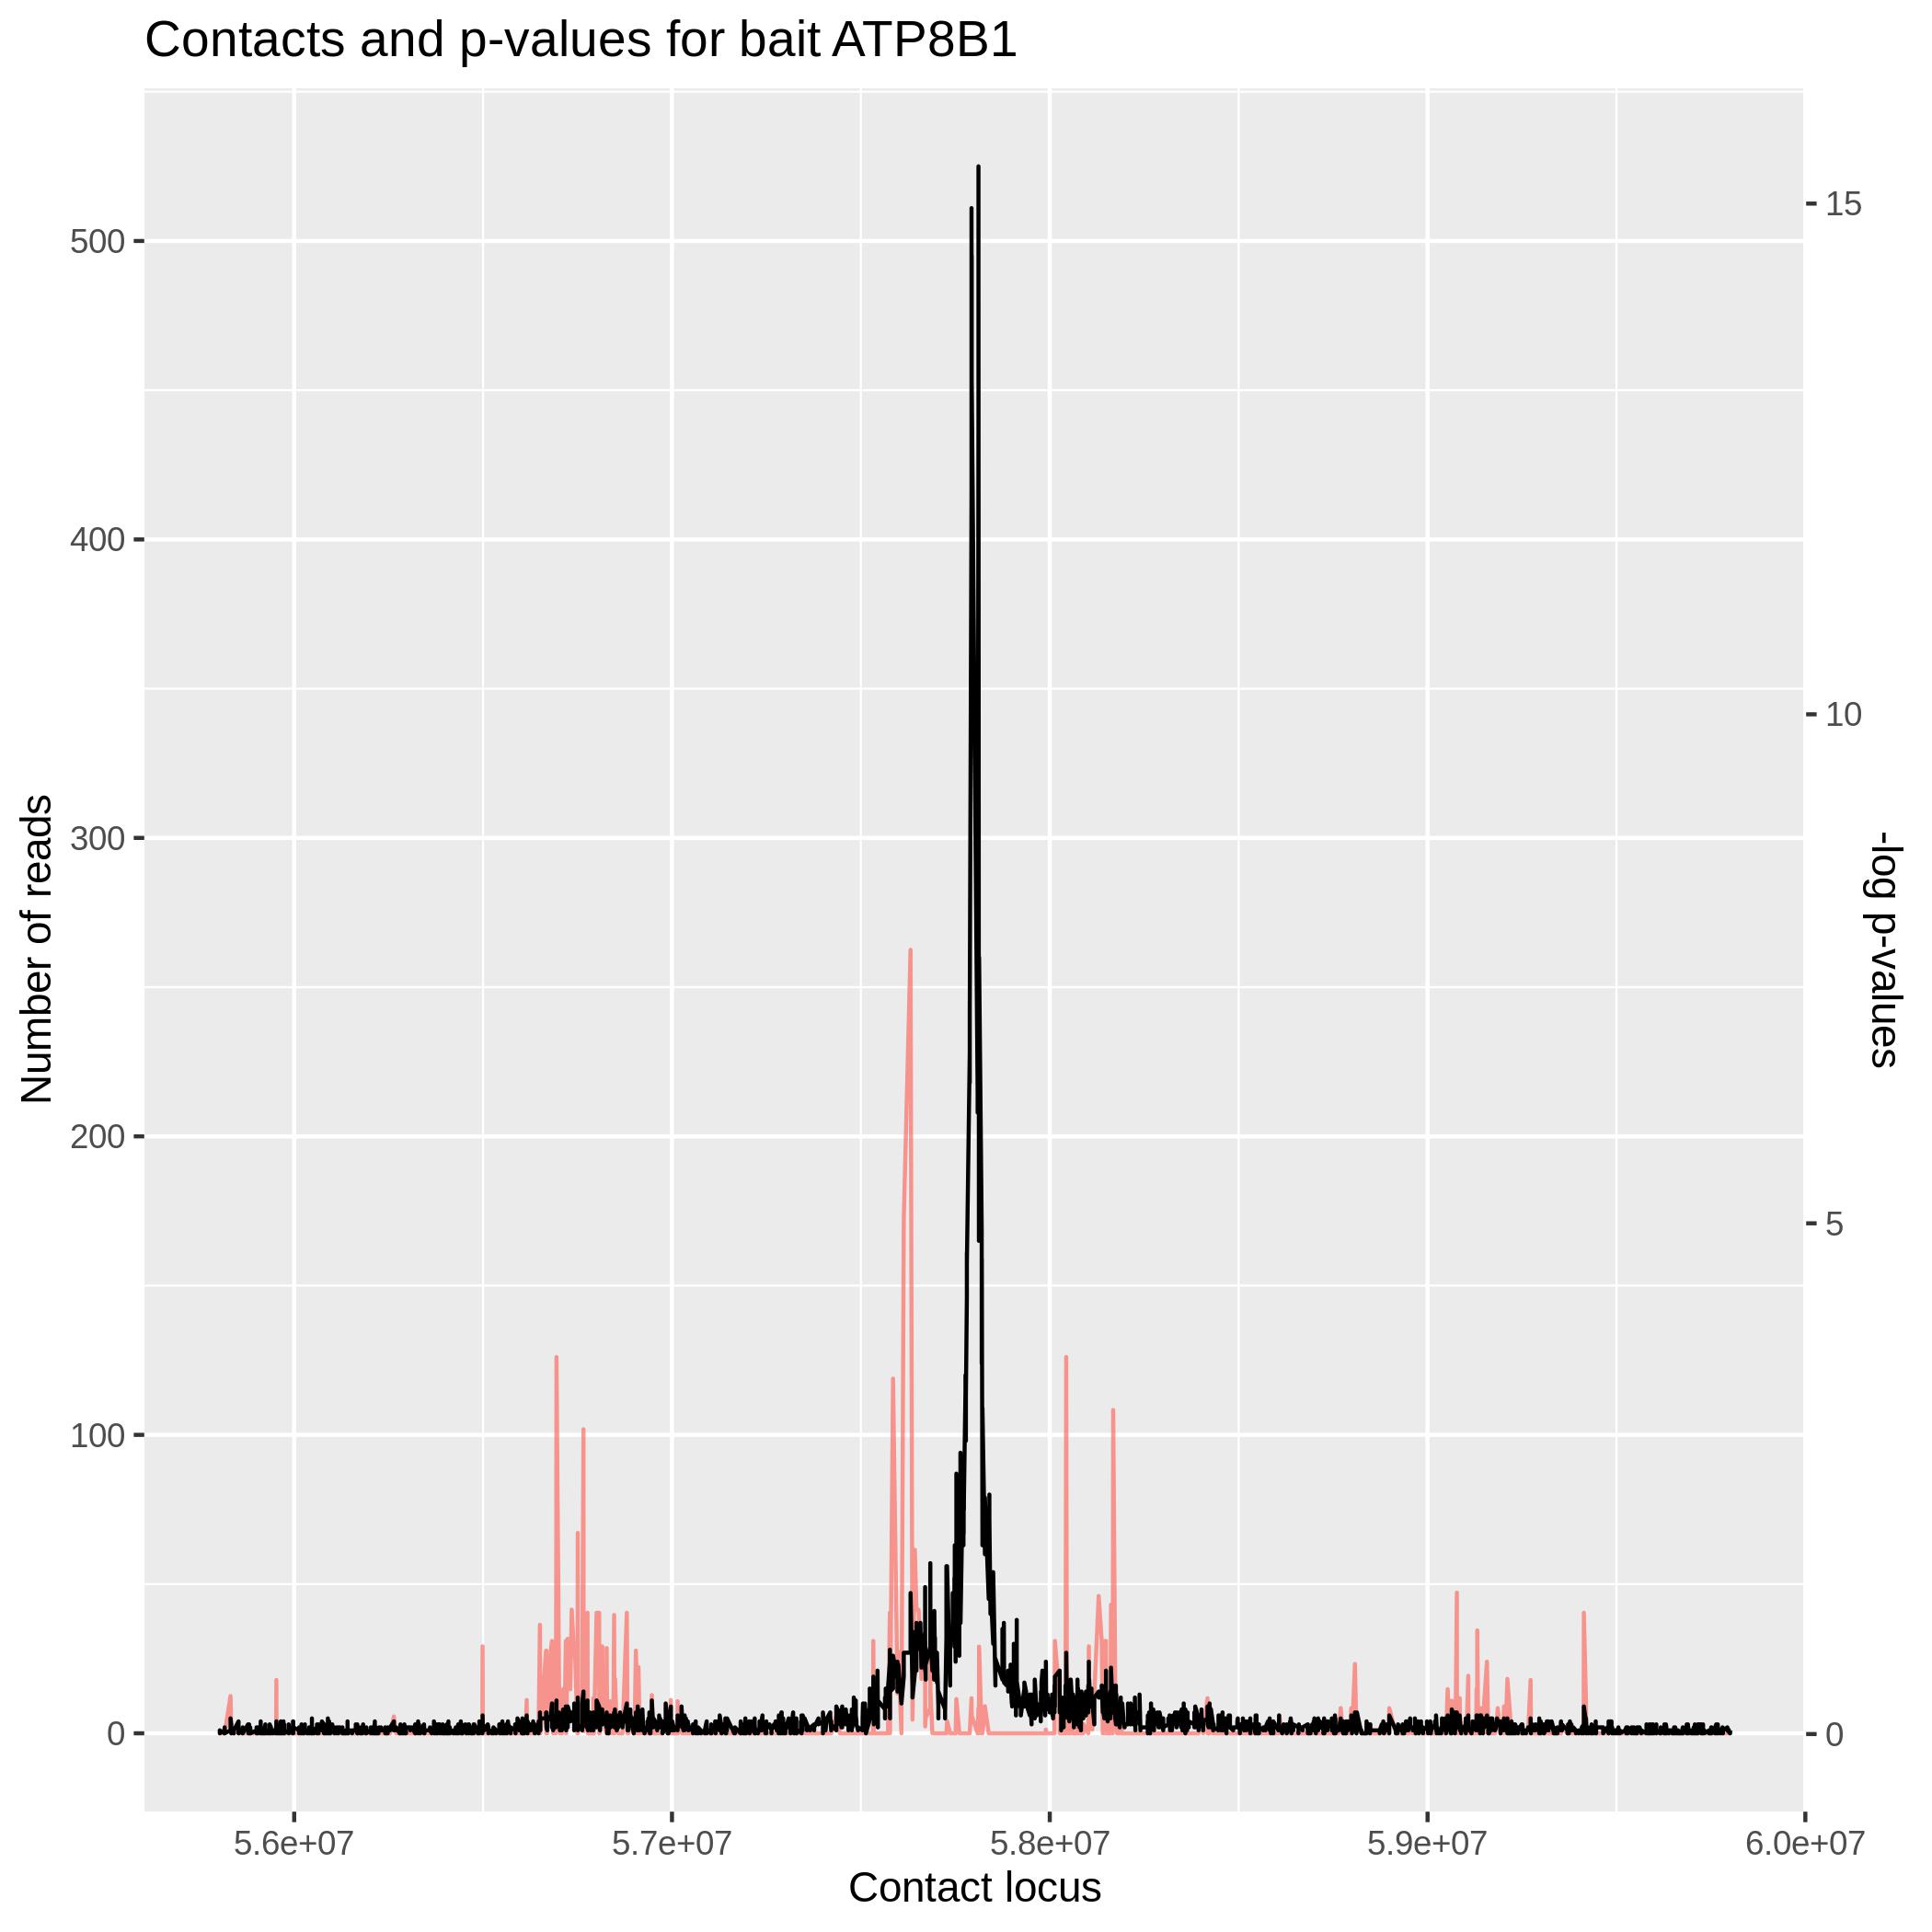 Contacts and p-values for bait ATP8B1
Number of reads
500
400
300
200
100
0
15
10
5
0
-log p-values
5.6e+07 5.7e+07 5.8e+07 5.9e+07 6.0e+07
Contact locus